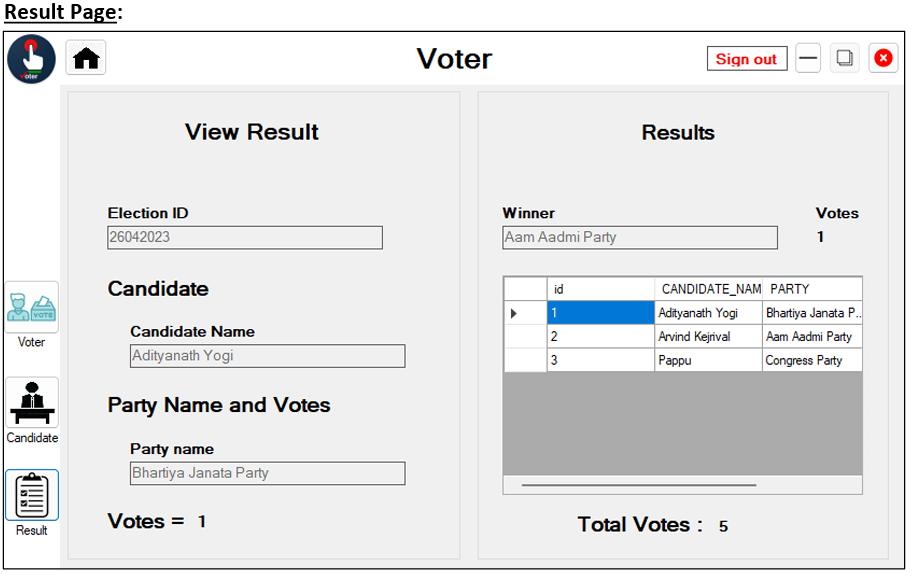 Result Page:
Voter
Voter
Sign out
View Result
Election ID
26042023
Candidate
Candidate Name
Adityanath Yogi
Party Name and Votes
Party name
Bhartiya Janata Party
Votes = 1
Results
Winner Votes
Aam Aadmi Party 1
id CANDIDATE_NAM PARTY
1 Adityanath Yogi Bhartiya Janata P...
2 Arvind Kejrival Aam Aadmi Party
3 Pappu Congress Party
Total Votes : 5
VOTE
Voter
Candidate
Result